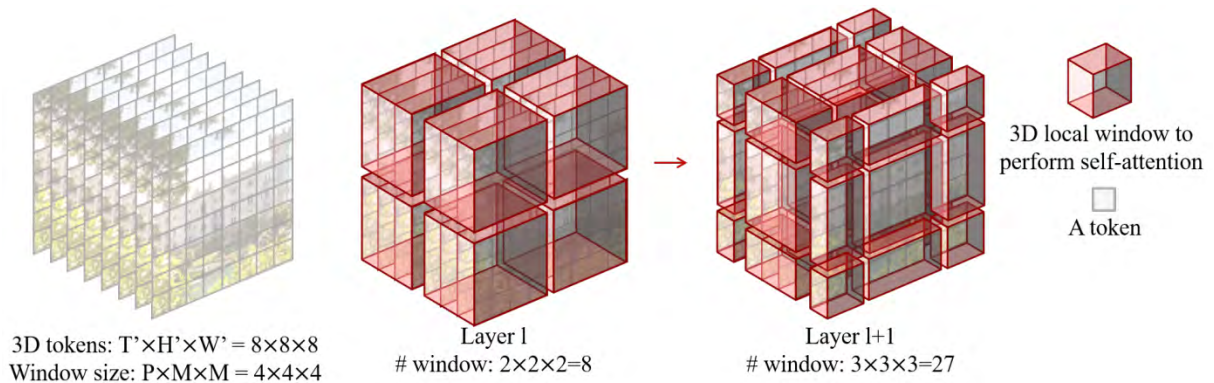 3D tokens: T’×H’×W’ = 8×8×8
Window size: P×M×M = 4×4×4
Layer l
# window: 2×2×2=8
Layer l+1
# window: 3×3×3=27
3D local window to
perform self-attention
A token